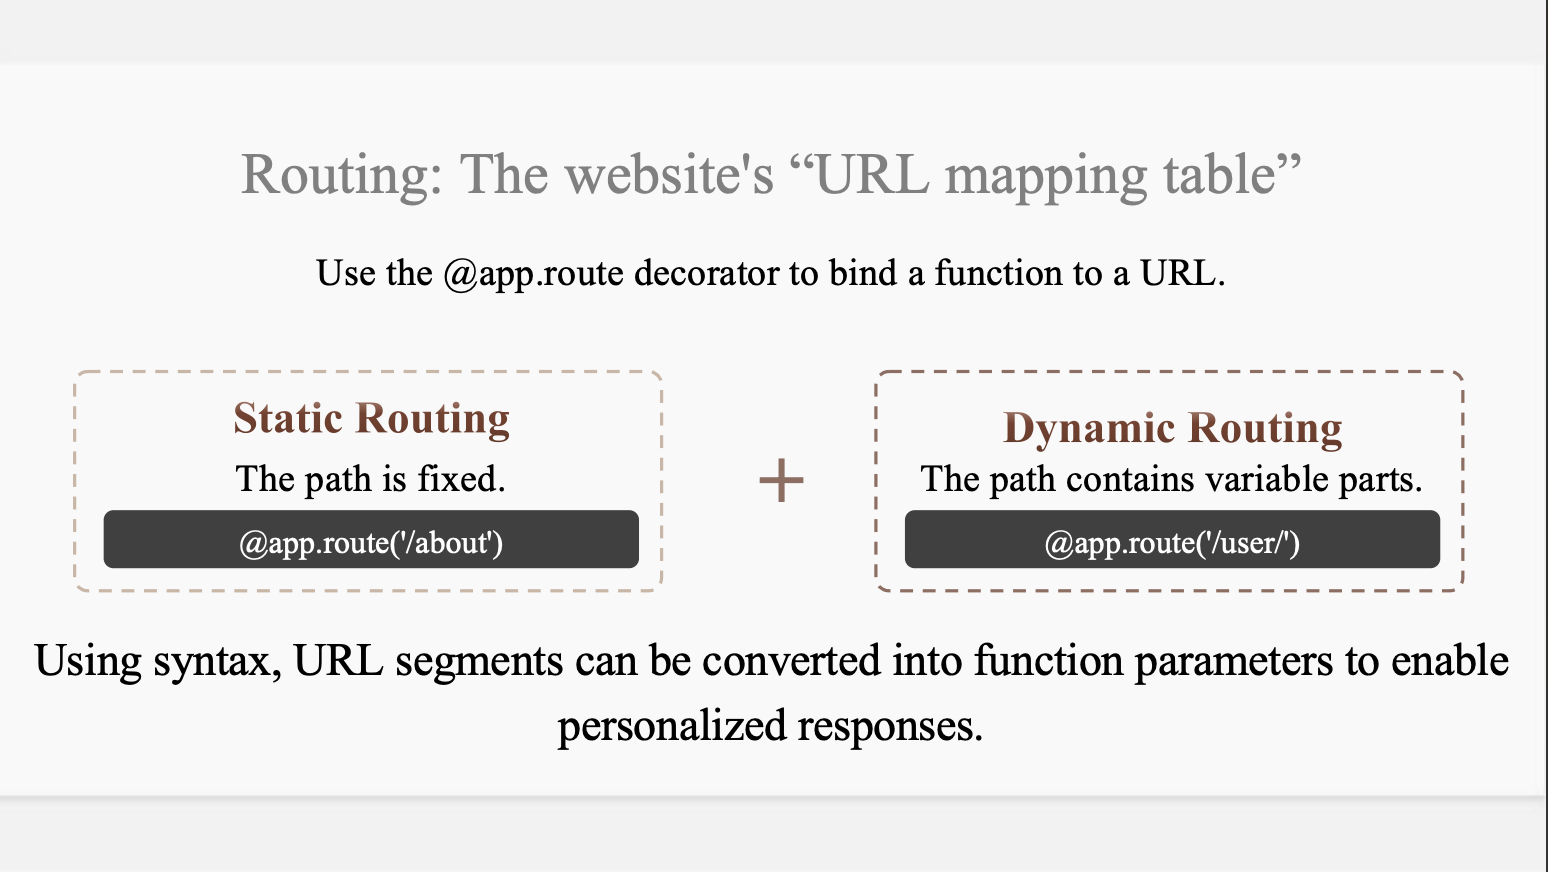 Routing: The website's “URL mapping table”
Use the @app.route decorator to bind a function to a URL.
Static Routing
The path is fixed.
@app.route('/about')
+
Dynamic Routing
The path contains variable parts.
@app.route('/user/')
Using syntax, URL segments can be converted into function parameters to enable
personalized responses.